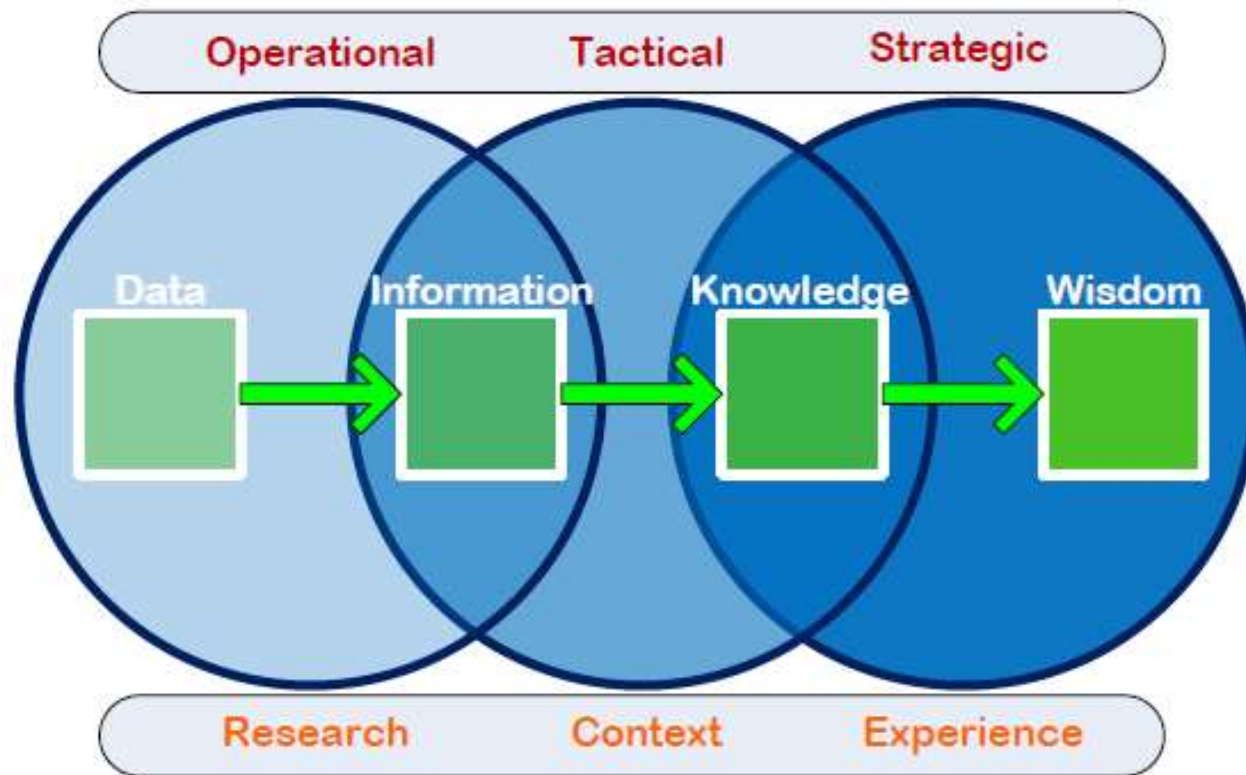 Operational Tactical Strategic
Data Information Knowledge Wisdom
Research Context Experience